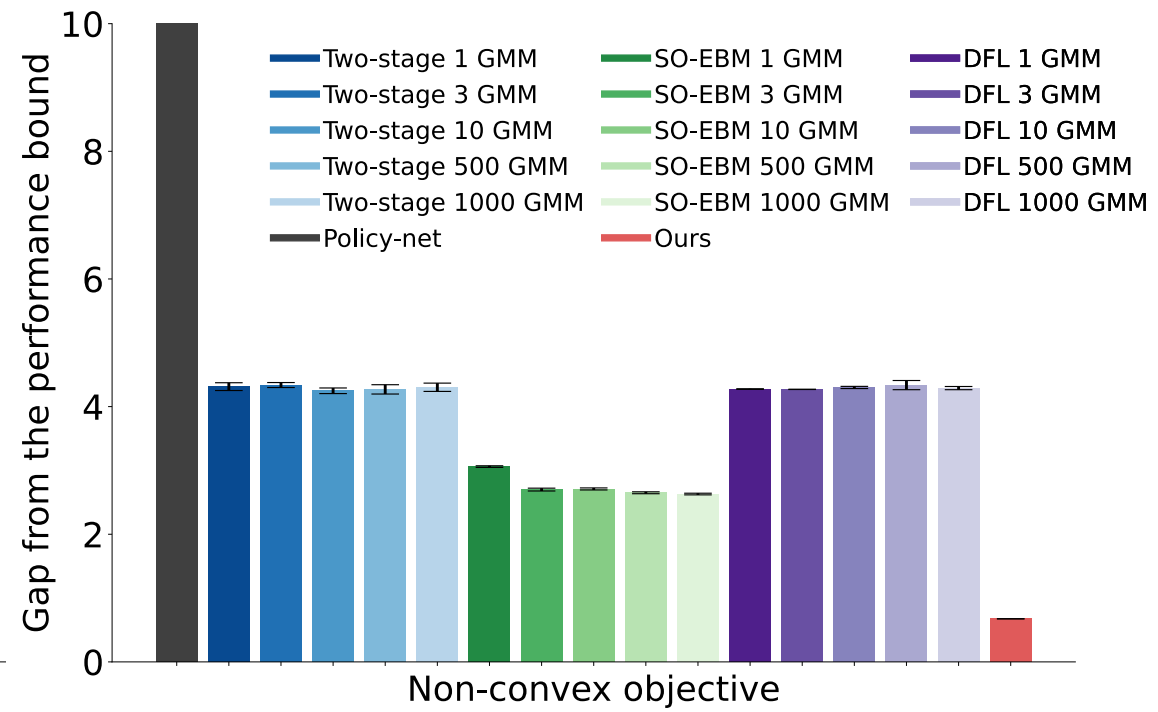 Gap from the performance bound
10
8
6
4
2
0
Two-stage 1 GMM
Two-stage 3 GMM
Two-stage 10 GMM
Two-stage 500 GMM
Two-stage 1000 GMM
Policy-net
SO-EBM 1 GMM
SO-EBM 3 GMM
SO-EBM 10 GMM
SO-EBM 500 GMM
SO-EBM 1000 GMM
Ours
DFL 1 GMM
DFL 3 GMM
DFL 10 GMM
DFL 500 GMM
DFL 1000 GMM
Non-convex objective